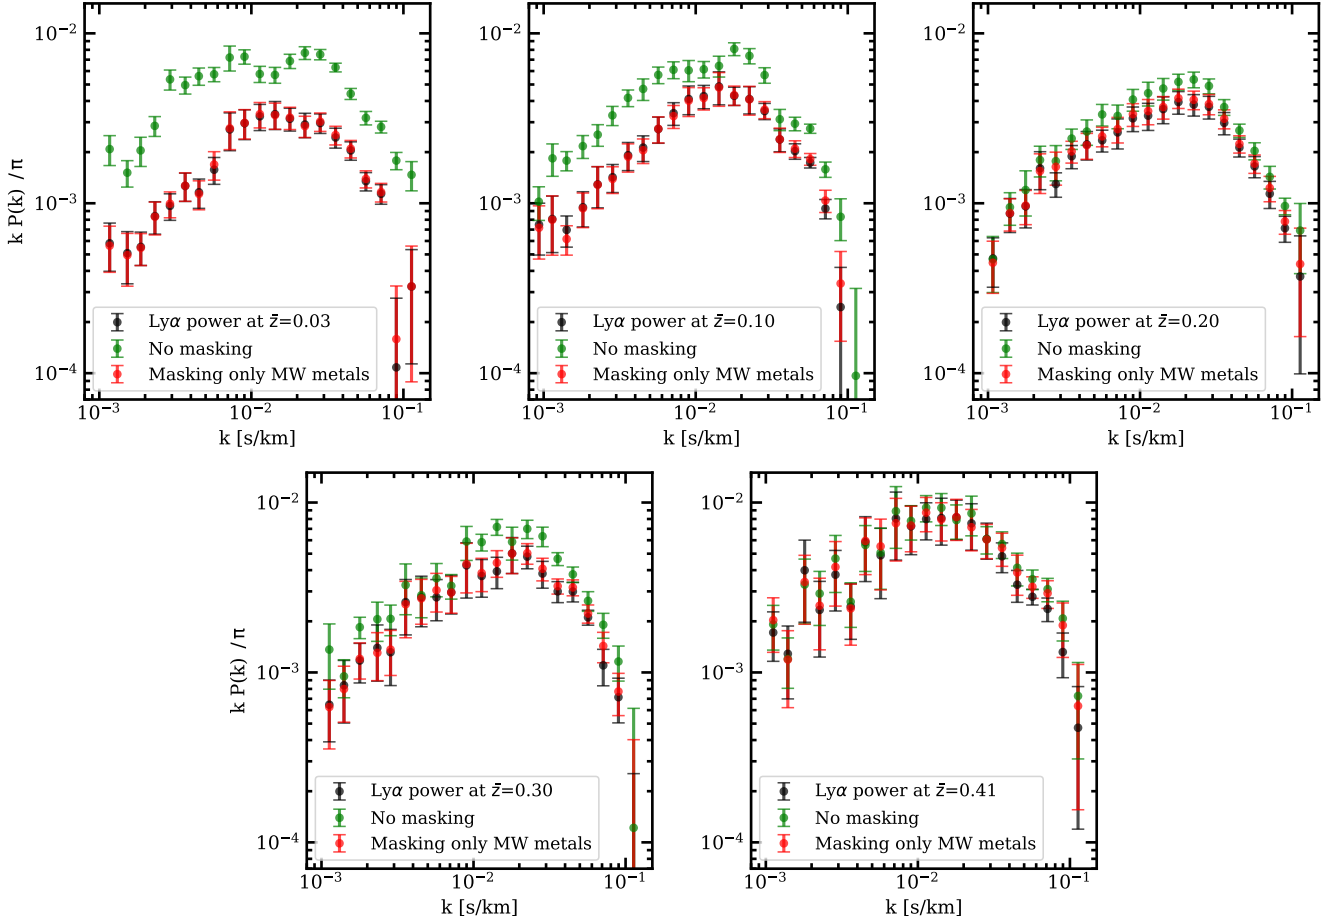 10⁻²
10⁻³
10⁻⁴
k P(k) /π
Lyα power at z̄=0.03
No masking
Masking only MW metals
10⁻³
10⁻²
10⁻¹
k [s/km]
10⁻²
10⁻³
10⁻⁴
Lyα power at z̄=0.10
No masking
Masking only MW metals
10⁻³
10⁻²
10⁻¹
k [s/km]
10⁻²
10⁻³
10⁻⁴
Lyα power at z̄=0.20
No masking
Masking only MW metals
10⁻³
10⁻²
10⁻¹
k [s/km]
10⁻²
10⁻³
10⁻⁴
k P(k) /π
Lyα power at z̄=0.30
No masking
Masking only MW metals
10⁻³
10⁻²
10⁻¹
k [s/km]
10⁻²
10⁻³
10⁻⁴
Lyα power at z̄=0.41
No masking
Masking only MW metals
10⁻³
10⁻²
10⁻¹
k [s/km]